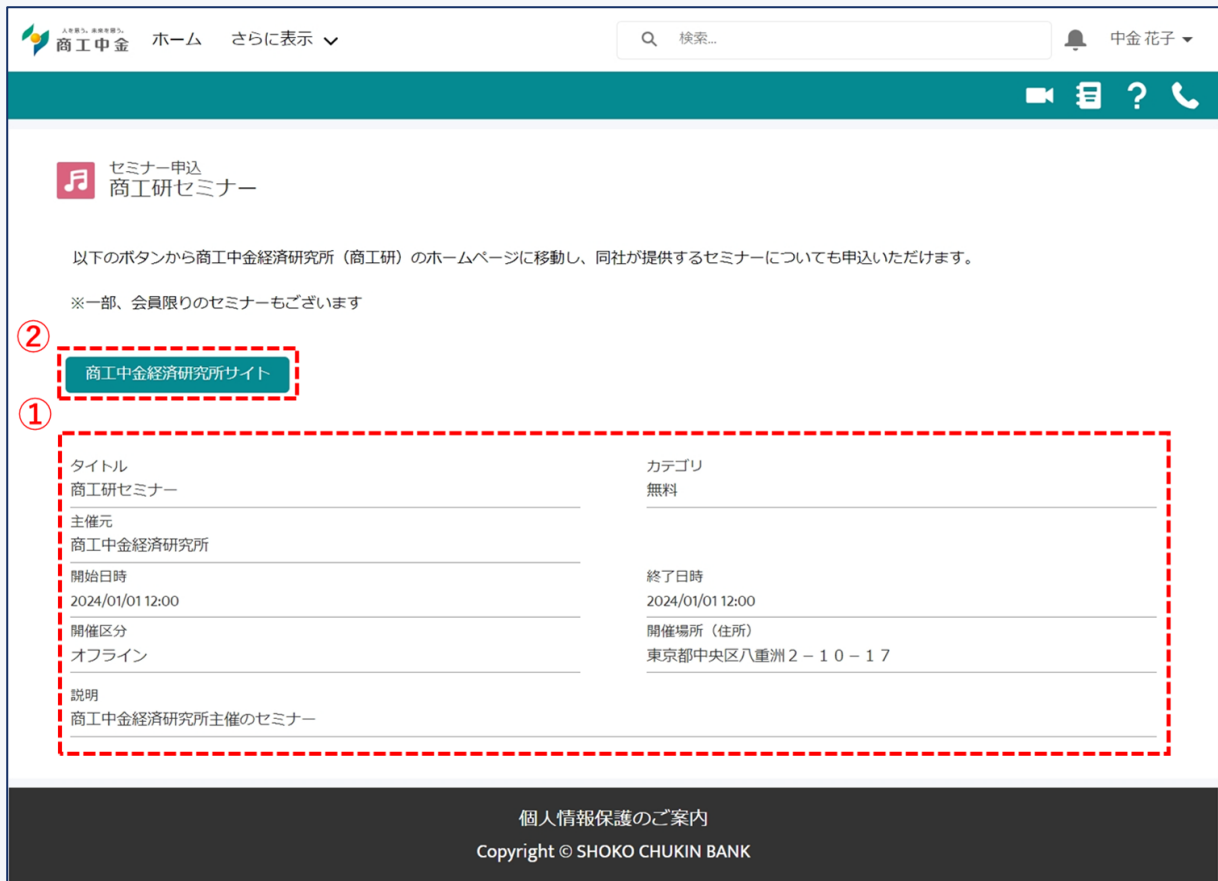 人を思う。未来を想う。
商工中金 ホーム さらに表示 検索... 中金 花子
セミナー申込
商工研セミナー
以下のボタンから商工中金経済研究所（商工研）のホームページに移動し、同社が提供するセミナーについても申込いただけます。
※一部、会員限りのセミナーもございます
②
商工中金経済研究所サイト
①
タイトル カテゴリ
商工研セミナー 無料
主催元
商工中金経済研究所
開始日時 終了日時
2024/01/01 12:00 2024/01/01 12:00
開催区分 開催場所（住所）
オフライン 東京都中央区八重洲２－１０－１７
説明
商工中金経済研究所主催のセミナー
個人情報保護のご案内
Copyright © SHOKO CHUKIN BANK